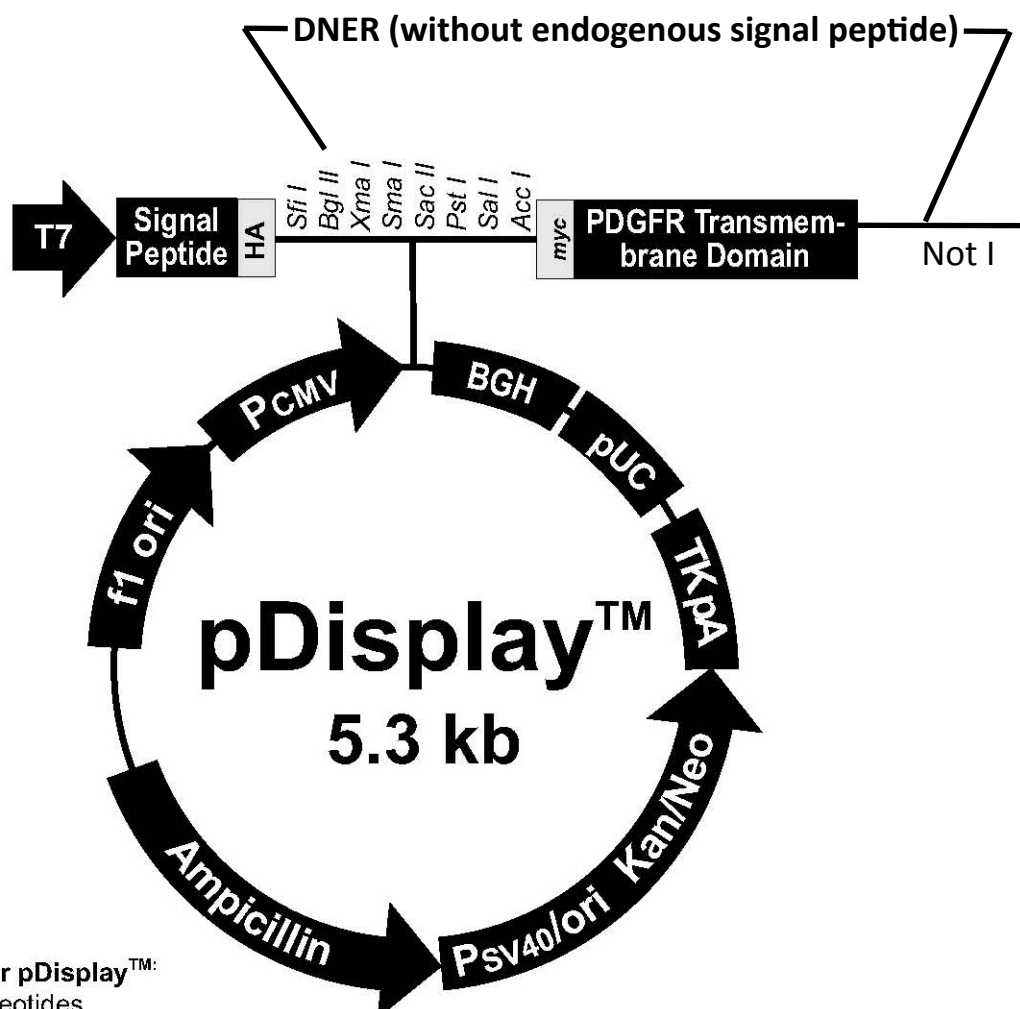 DNER (without endogenous signal peptide)
Sfi I
Bgl II
Xma I
Sma I
Sac II
Pst I
Sal I
Acc I
T7
Signal
Peptide
HA
myc
PDGFR Transmem-
brane Domain
Not I
PCMV
BGH
pUC
TKpA
f1 ori
pDisplay™
5.3 kb
Kan/Neo
PSV40/ori
Ampicillin
r pDisplay™:
eotides